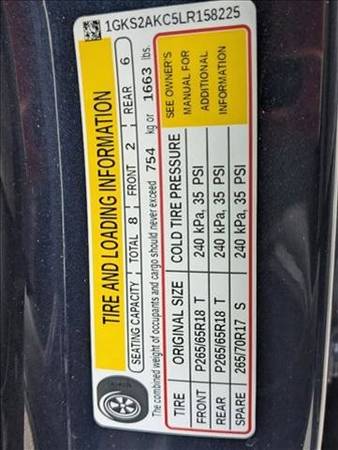 1GKS2AKC5LR158225
TIRE AND LOADING INFORMATION
SEATING CAPACITY TOTAL 8 FRONT 2 REAR 6
The combined weight of occupants and cargo should never exceed 754 kg or 1663 lbs.
TIRE ORIGINAL SIZE COLD TIRE PRESSURE
FRONT P265/65R18 T 240 kPa, 35 PSI
REAR P265/65R18 T 240 kPa, 35 PSI
SPARE 265/70R17 S 240 kPa, 35 PSI
SEE OWNER'S
MANUAL FOR
ADDITIONAL
INFORMATION